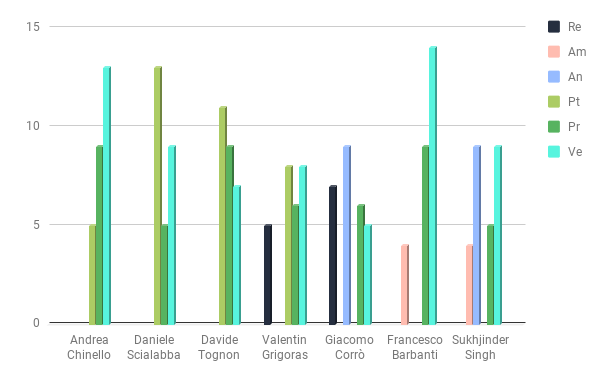 15
10
5
0
Re
Am
An
Pt
Pr
Ve
Andrea
Chinello
Daniele
Scialabba
Davide
Tognon
Valentin
Grigoras
Giacomo
Corrò
Francesco
Barbanti
Sukhjinder
Singh